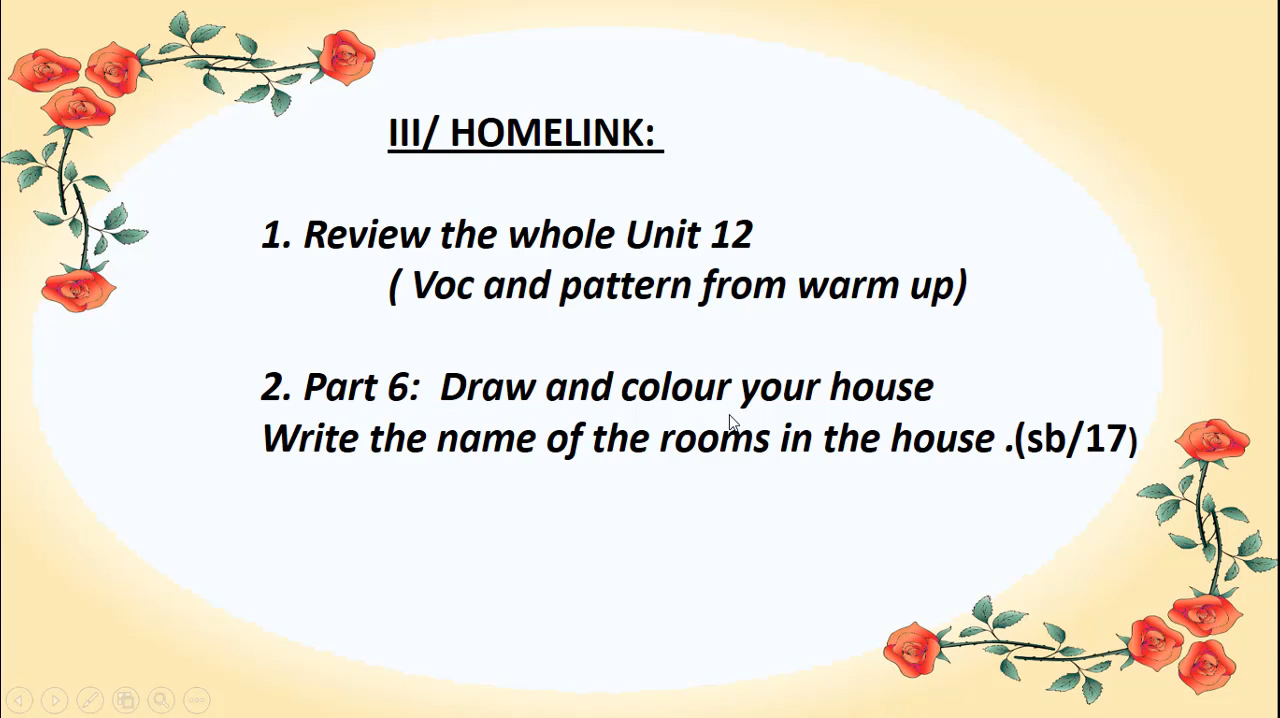 III/ HOMELINK:
1. Review the whole Unit 12
( Voc and pattern from warm up)
2. Part 6: Draw and colour your house
Write the name of the rooms in the house .(sb/17)